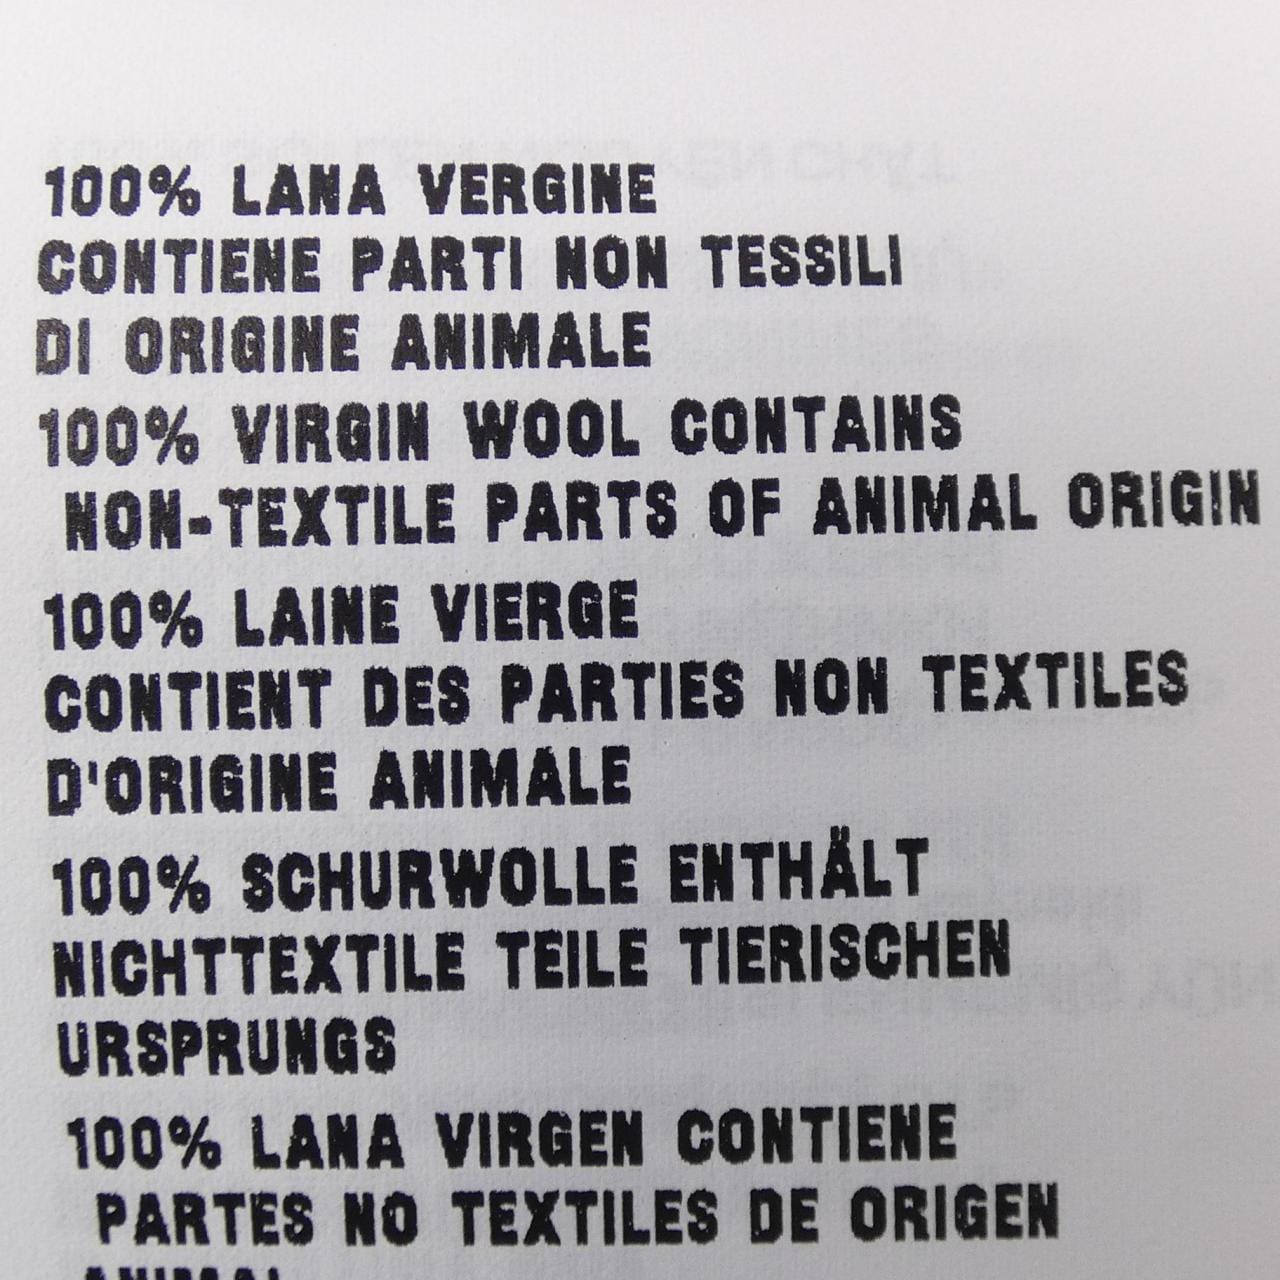 100% LANA VERGINE
CONTIENE PARTI NON TESSILI
DI ORIGINE ANIMALE
100% VIRGIN WOOL CONTAINS
NON-TEXTILE PARTS OF ANIMAL ORIGIN
100% LAINE VIERGE
CONTIENT DES PARTIES NON TEXTILES
D'ORIGINE ANIMALE
100% SCHURWOLLE ENTHÄLT
NICHTTEXTILE TEILE TIERISCHEN
URSPRUNGS
100% LANA VIRGEN CONTIENE
PARTES NO TEXTILES DE ORIGEN
ANIMAL